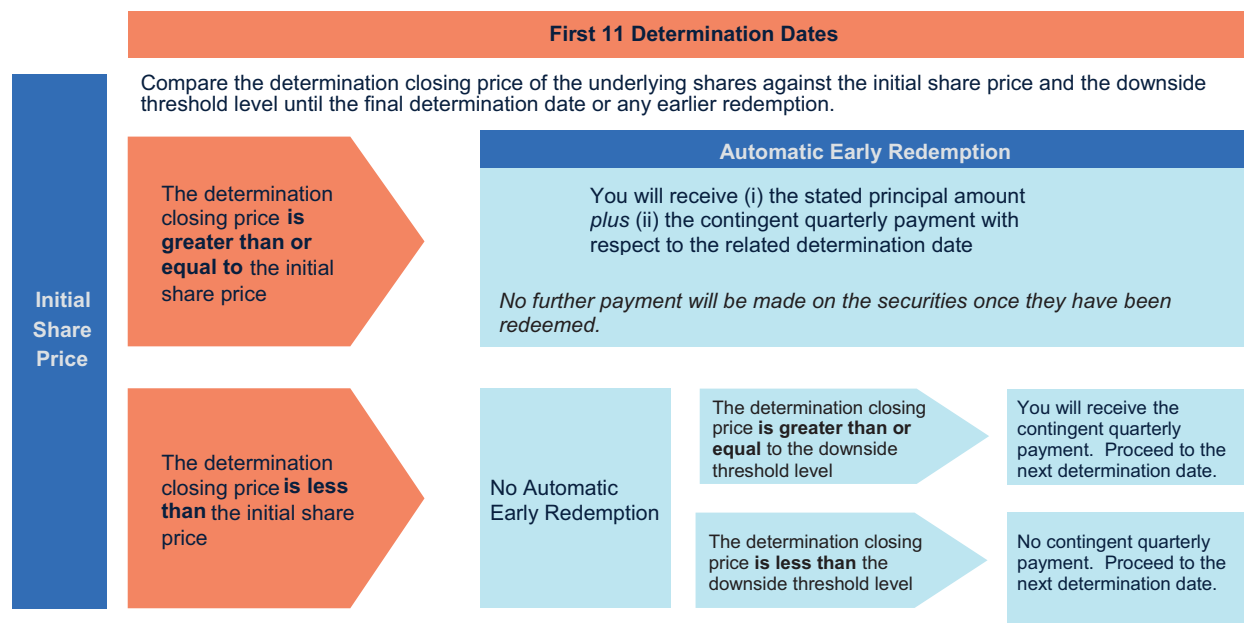 First 11 Determination Dates
Compare the determination closing price of the underlying shares against the initial share price and the downside
threshold level until the final determination date or any earlier redemption.
Initial
Share
Price
The determination
closing price is
greater than or
equal to the initial
share price
Automatic Early Redemption
You will receive (i) the stated principal amount
plus (ii) the contingent quarterly payment with
respect to the related determination date
No further payment will be made on the securities once they have been
redeemed.
The determination
closing price is less
than the initial share
price
No Automatic
Early Redemption
The determination closing
price is greater than or
equal to the downside
threshold level
You will receive the
contingent quarterly
payment. Proceed to the
next determination date.
The determination closing
price is less than the
downside threshold level
No contingent quarterly
payment. Proceed to the
next determination date.